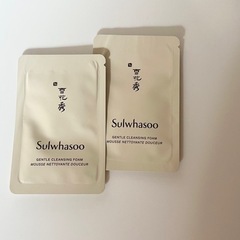 雪花秀
Sulwhasoo
GENTLE CLEANSING FOAM
MOUSSE NETTOYANTE DOUCEUR
雪花秀
Sulwhasoo
GENTLE CLEANSING FOAM
MOUSSE NETTOYANTE DOUCEUR